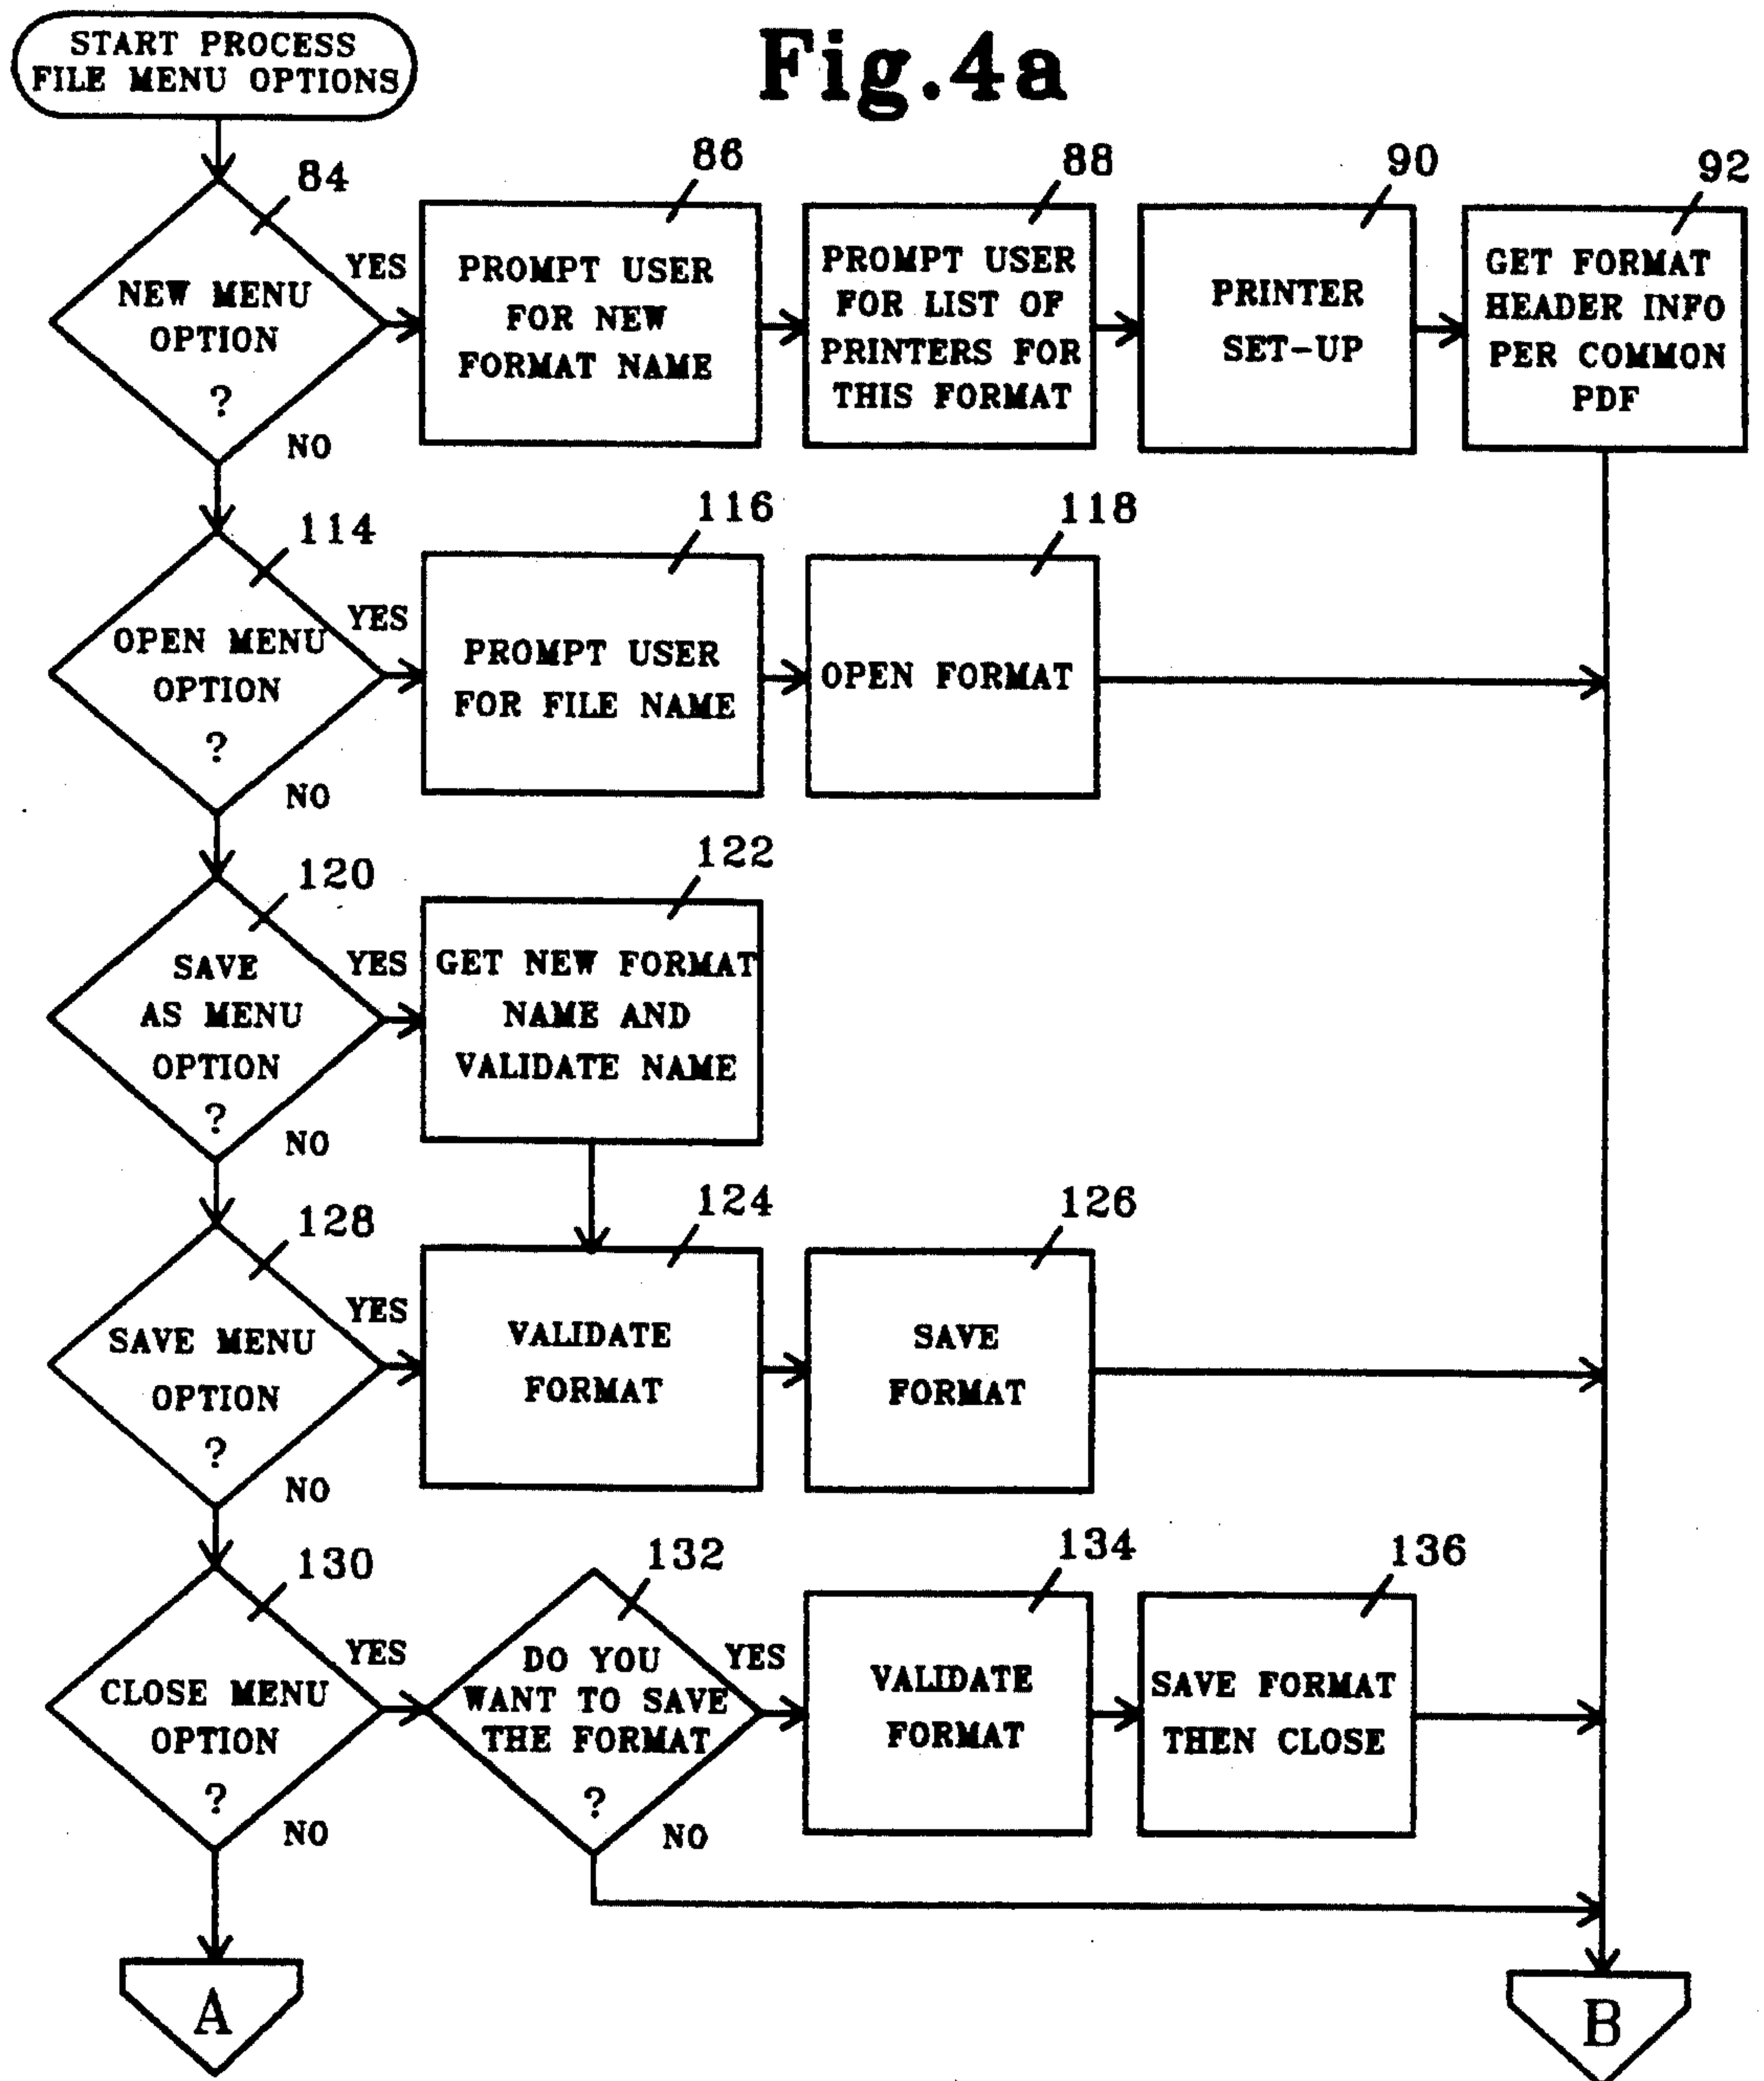 START PROCESS
FILE MENU OPTIONS
Fig.4a
84
NEW MENU
OPTION
?
YES
NO
86
PROMPT USER
FOR NEW
FORMAT NAME
88
PROMPT USER
FOR LIST OF
PRINTERS FOR
THIS FORMAT
90
PRINTER
SET-UP
92
GET FORMAT
HEADER INFO
PER COMMON
PDF
114
OPEN MENU
OPTION
?
YES
NO
116
PROMPT USER
FOR FILE NAME
118
OPEN FORMAT
120
SAVE
AS MENU
OPTION
?
YES
NO
122
GET NEW FORMAT
NAME AND
VALIDATE NAME
128
SAVE MENU
OPTION
?
YES
NO
124
VALIDATE
FORMAT
126
SAVE
FORMAT
130
CLOSE MENU
OPTION
?
YES
NO
132
DO YOU
WANT TO SAVE
THE FORMAT
?
YES
NO
134
VALIDATE
FORMAT
136
SAVE FORMAT
THEN CLOSE
A
B